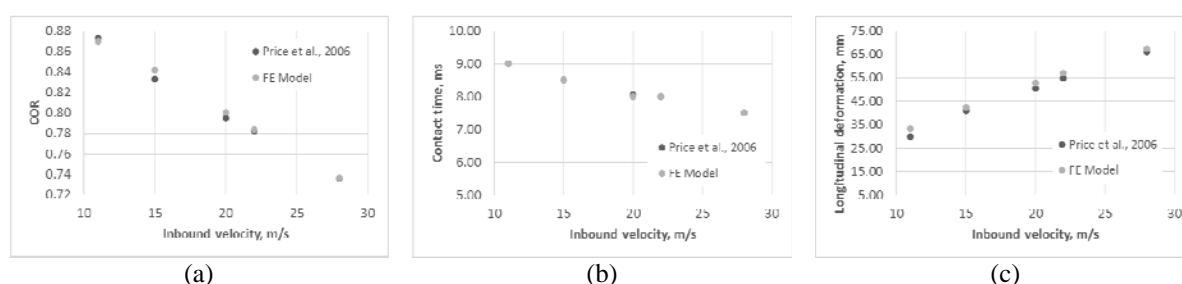 0.88
0.86
0.84
0.82
0.80
0.78
0.76
0.74
0.72
COR
Price et al., 2006
FE Model
10 15 20 25 30
Inbound velocity, m/s
(a)
10.00
9.00
8.00
7.00
6.00
5.00
Contact time, ms
Price et al., 2006
FE Model
10 15 20 25 30
Inbound velocity, m/s
(b)
75.00
65.00
55.00
45.00
35.00
25.00
15.00
5.00
Longitudinal deformation, mm
Price et al., 2006
FE Model
10 15 20 25 30
Inbound velocity, m/s
(c)